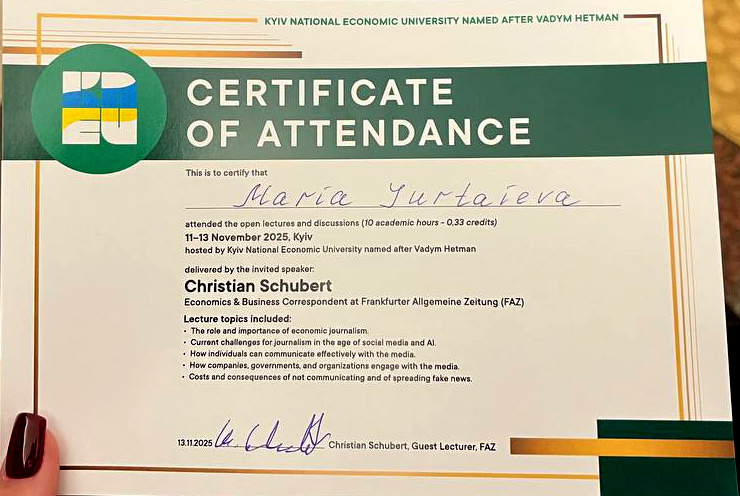 KYIV NATIONAL ECONOMIC UNIVERSITY NAMED AFTER VADYM HETMAN
KN
EU
CERTIFICATE
OF ATTENDANCE
This is to certify that
Maria Yurtaieva
attended the open lectures and discussions (10 academic hours - 0,33 credits)
11–13 November 2025, Kyiv
hosted by Kyiv National Economic University named after Vadym Hetman
delivered by the invited speaker:
Christian Schubert
Economics & Business Correspondent at Frankfurter Allgemeine Zeitung (FAZ)
Lecture topics included:
• The role and importance of economic journalism.
• Current challenges for journalism in the age of social media and AI.
• How individuals can communicate effectively with the media.
• How companies, governments, and organizations engage with the media.
• Costs and consequences of not communicating and of spreading fake news.
13.11.2025 Christian Schubert, Guest Lecturer, FAZ